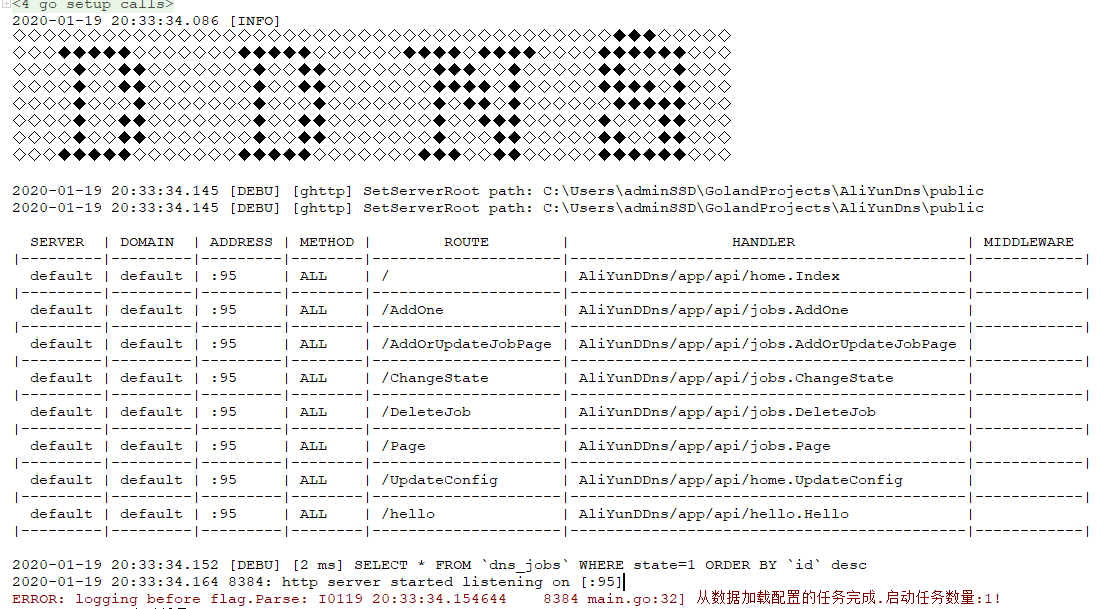 <4 go setup calls>
2020-01-19 20:33:34.086 [INFO]
DDNS
2020-01-19 20:33:34.145 [DEBU] [ghttp] SetServerRoot path: C:\Users\adminSSD\GolandProjects\AliYunDns\public
2020-01-19 20:33:34.145 [DEBU] [ghttp] SetServerRoot path: C:\Users\adminSSD\GolandProjects\AliYunDns\public
SERVER | DOMAIN | ADDRESS | METHOD | ROUTE | HANDLER | MIDDLEWARE
|---------|---------|---------|--------|---------------------|--------------------------------------------|------------|
default | default | :95 | ALL | / | AliYunDDns/app/api/home.Index |
|---------|---------|---------|--------|---------------------|--------------------------------------------|------------|
default | default | :95 | ALL | /AddOne | AliYunDDns/app/api/jobs.AddOne |
|---------|---------|---------|--------|---------------------|--------------------------------------------|------------|
default | default | :95 | ALL | /AddOrUpdateJobPage | AliYunDDns/app/api/jobs.AddOrUpdateJobPage |
|---------|---------|---------|--------|---------------------|--------------------------------------------|------------|
default | default | :95 | ALL | /ChangeState | AliYunDDns/app/api/jobs.ChangeState |
|---------|---------|---------|--------|---------------------|--------------------------------------------|------------|
default | default | :95 | ALL | /DeleteJob | AliYunDDns/app/api/jobs.DeleteJob |
|---------|---------|---------|--------|---------------------|--------------------------------------------|------------|
default | default | :95 | ALL | /Page | AliYunDDns/app/api/jobs.Page |
|---------|---------|---------|--------|---------------------|--------------------------------------------|------------|
default | default | :95 | ALL | /UpdateConfig | AliYunDDns/app/api/home.UpdateConfig |
|---------|---------|---------|--------|---------------------|--------------------------------------------|------------|
default | default | :95 | ALL | /hello | AliYunDDns/app/api/hello.Hello |
|---------|---------|---------|--------|---------------------|--------------------------------------------|------------|
2020-01-19 20:33:34.152 [DEBU] [2 ms] SELECT * FROM `dns_jobs` WHERE state=1 ORDER BY `id` desc
2020-01-19 20:33:34.164 8384: http server started listening on [:95]
ERROR: logging before flag.Parse: I0119 20:33:34.154644 8384 main.go:32] 从数据加载配置的任务完成.启动任务数量:1!